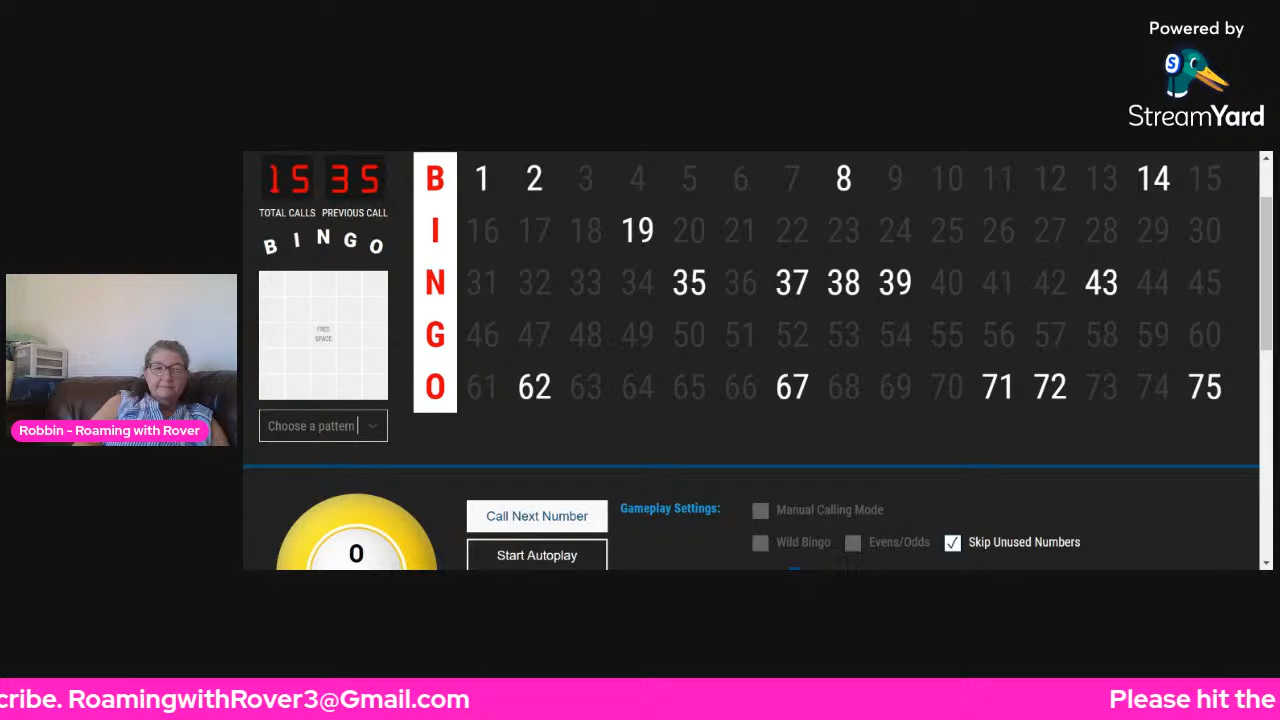 Powered by
StreamYard
15 35
TOTAL CALLS PREVIOUS CALL
BINGO
FREE
SPACE
Choose a pattern
B 1 2 3 4 5 6 7 8 9 10 11 12 13 14 15
I 16 17 18 19 20 21 22 23 24 25 26 27 28 29 30
N 31 32 33 34 35 36 37 38 39 40 41 42 43 44 45
G 46 47 48 49 50 51 52 53 54 55 56 57 58 59 60
O 61 62 63 64 65 66 67 68 69 70 71 72 73 74 75
Robbin - Roaming with Rover
O
Call Next Number
Start Autoplay
Gameplay Settings:
Manual Calling Mode
Wild Bingo Evens/Odds Skip Unused Numbers
cribe. RoamingwithRover3@Gmail.com Please hit the